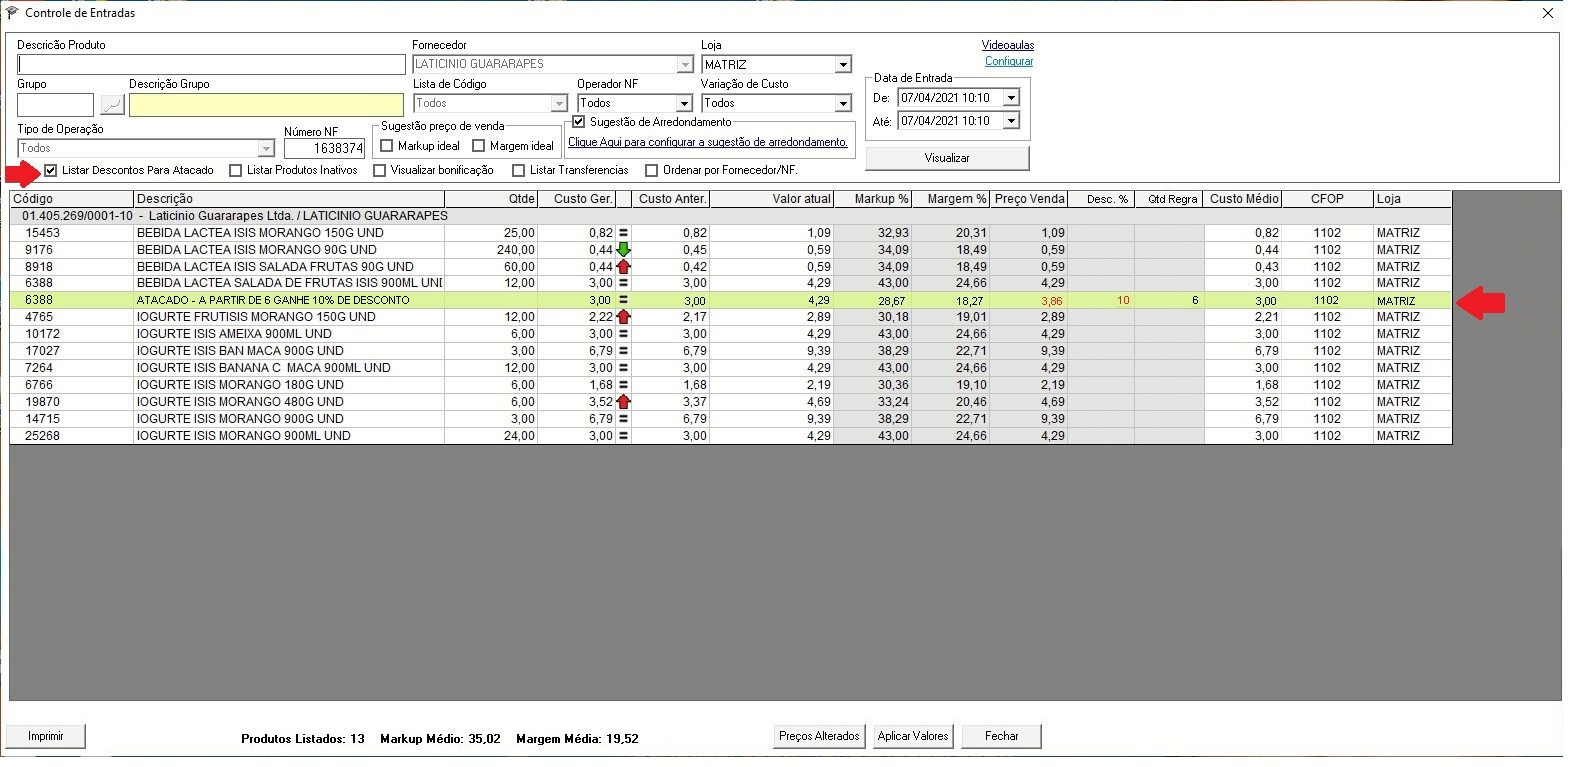 Controle de Entradas
Descricão Produto Fornecedor Loja Videoaulas
LATICINIO GUARARAPES MATRIZ Configurar
Grupo Descrição Grupo Lista de Código Operador NF Variação de Custo Data de Entrada
Todos Todos Todos De: 07/04/2021 10:10
Tipo de Operação Número NF Sugestão preço de venda Sugestão de Arredondamento Até: 07/04/2021 10:10
Todos 1638374 Markup ideal Margem ideal Clique Aqui para configurar a sugestão de arredondamento. Visualizar
Listar Descontos Para Atacado Listar Produtos Inativos Visualizar bonificação Listar Transferencias Ordenar por Fornecedor/NF.
Código Descrição Qtde Custo Ger. Custo Anter. Valor atual Markup % Margem % Preço Venda Desc. % Qtd Regra Custo Médio CFOP Loja
01.405.269/0001-10 - Laticinio Guararapes Ltda. / LATICINIO GUARARAPES
15453 BEBIDA LACTEA ISIS MORANGO 150G UND 25,00 0,82 = 0,82 1,09 32,93 20,31 1,09 0,82 1102 MATRIZ
9176 BEBIDA LACTEA ISIS MORANGO 90G UND 240,00 0,44 0,45 0,59 34,09 18,49 0,59 0,44 1102 MATRIZ
8918 BEBIDA LACTEA ISIS SALADA FRUTAS 90G UND 60,00 0,44 0,42 0,59 34,09 18,49 0,59 0,43 1102 MATRIZ
6388 BEBIDA LACTEA SALADA DE FRUTAS ISIS 900ML UND 12,00 3,00 = 3,00 4,29 43,00 24,66 4,29 3,00 1102 MATRIZ
6388 ATACADO - A PARTIR DE 6 GANHE 10% DE DESCONTO 3,00 = 3,00 4,29 28,67 18,27 3,86 10 6 3,00 1102 MATRIZ
4765 IOGURTE FRUTISIS MORANGO 150G UND 12,00 2,22 2,17 2,89 30,18 19,01 2,89 2,21 1102 MATRIZ
10172 IOGURTE ISIS AMEIXA 900ML UND 6,00 3,00 = 3,00 4,29 43,00 24,66 4,29 3,00 1102 MATRIZ
17027 IOGURTE ISIS BAN MACA 900G UND 3,00 6,79 = 6,79 9,39 38,29 22,71 9,39 6,79 1102 MATRIZ
7264 IOGURTE ISIS BANANA C MACA 900ML UND 12,00 3,00 = 3,00 4,29 43,00 24,66 4,29 3,00 1102 MATRIZ
6766 IOGURTE ISIS MORANGO 180G UND 6,00 1,68 = 1,68 2,19 30,36 19,10 2,19 1,68 1102 MATRIZ
19870 IOGURTE ISIS MORANGO 480G UND 6,00 3,52 3,37 4,69 33,24 20,46 4,69 3,52 1102 MATRIZ
14715 IOGURTE ISIS MORANGO 900G UND 3,00 6,79 = 6,79 9,39 38,29 22,71 9,39 6,79 1102 MATRIZ
25268 IOGURTE ISIS MORANGO 900ML UND 24,00 3,00 = 3,00 4,29 43,00 24,66 4,29 3,00 1102 MATRIZ
Imprimir Produtos Listados: 13 Markup Médio: 35,02 Margem Média: 19,52 Preços Alterados Aplicar Valores Fechar